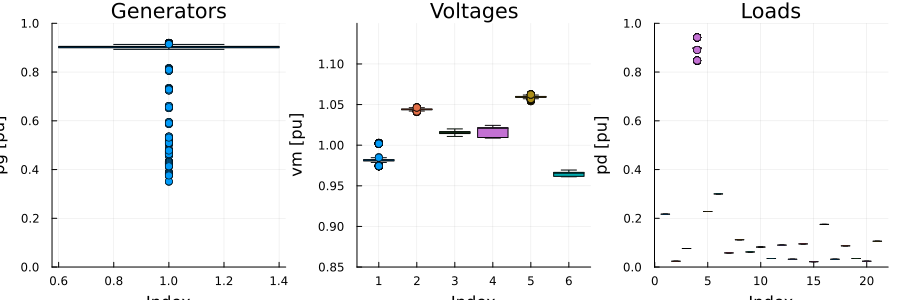 Generators
pg [pu]
1.0
0.8
0.6
0.4
0.2
0.0
0.6 0.8 1.0 1.2 1.4
Index
Voltages
vm [pu]
1.10
1.05
1.00
0.95
0.90
0.85
1 2 3 4 5 6
Index
Loads
pd [pu]
1.0
0.8
0.6
0.4
0.2
0.0
0 5 10 15 20
Index